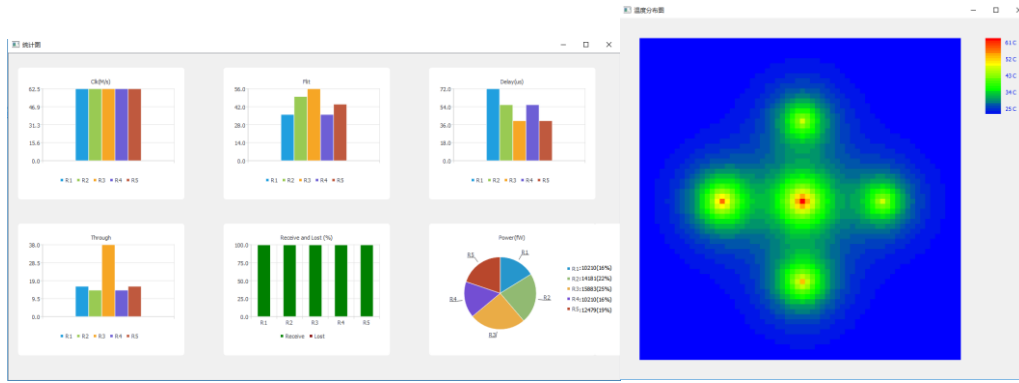 统计图
Clk(M/s)
62.5
46.9
31.3
15.6
0.0
R1 R2 R3 R4 R5
Flit
56.0
42.0
28.0
14.0
0.0
R1 R2 R3 R4 R5
Delay(us)
72.0
54.0
36.0
18.0
0.0
R1 R2 R3 R4 R5
Through
38.0
28.5
19.0
9.5
0.0
R1 R2 R3 R4 R5
Receive and Lost (%)
100.0
75.0
50.0
25.0
0.0
R1 R2 R3 R4 R5
Receive Lost
Power(fW)
R1
R2
R3
R4
R5
R1:10210(16%)
R2:14181(22%)
R3:15883(25%)
R4:10210(16%)
R5:12479(19%)
温度分布图
61 C
52 C
43 C
34 C
25 C